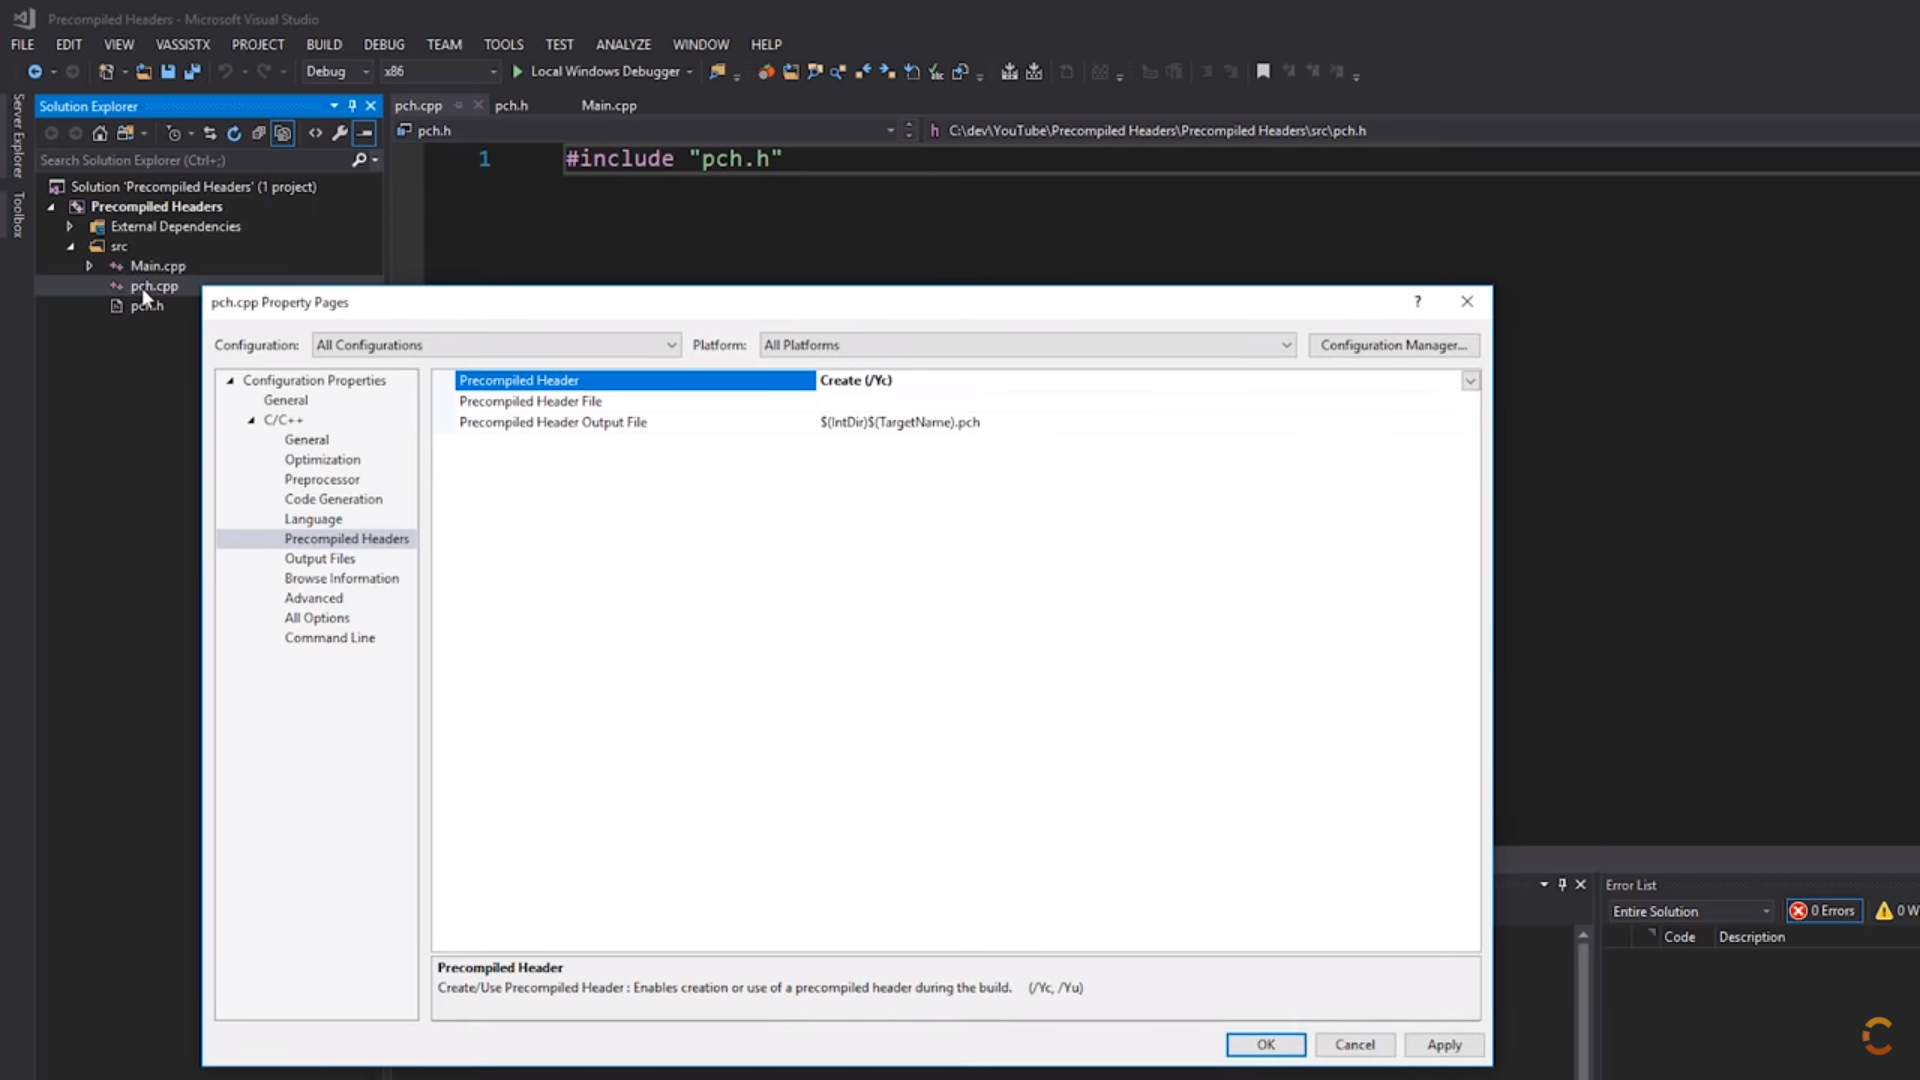 Precompiled Headers - Microsoft Visual Studio
FILE EDIT VIEW VASSISTX PROJECT BUILD DEBUG TEAM TOOLS TEST ANALYZE WINDOW HELP
Debug x86 Local Windows Debugger
Server Explorer
Toolbox
Solution Explorer
Search Solution Explorer (Ctrl+;)
Solution 'Precompiled Headers' (1 project)
Precompiled Headers
External Dependencies
src
Main.cpp
pch.cpp
pch.h
pch.cpp pch.h Main.cpp
pch.h C:\dev\YouTube\Precompiled Headers\Precompiled Headers\src\pch.h
1 #include "pch.h"
pch.cpp Property Pages
?
Configuration: All Configurations Platform: All Platforms Configuration Manager...
Configuration Properties
General
C/C++
General
Optimization
Preprocessor
Code Generation
Language
Precompiled Headers
Output Files
Browse Information
Advanced
All Options
Command Line
Precompiled Header Create (/Yc)
Precompiled Header File
Precompiled Header Output File $(IntDir)$(TargetName).pch
Precompiled Header
Create/Use Precompiled Header : Enables creation or use of a precompiled header during the build. (/Yc, /Yu)
OK Cancel Apply
Error List
Entire Solution 0 Errors 0 W
Code Description